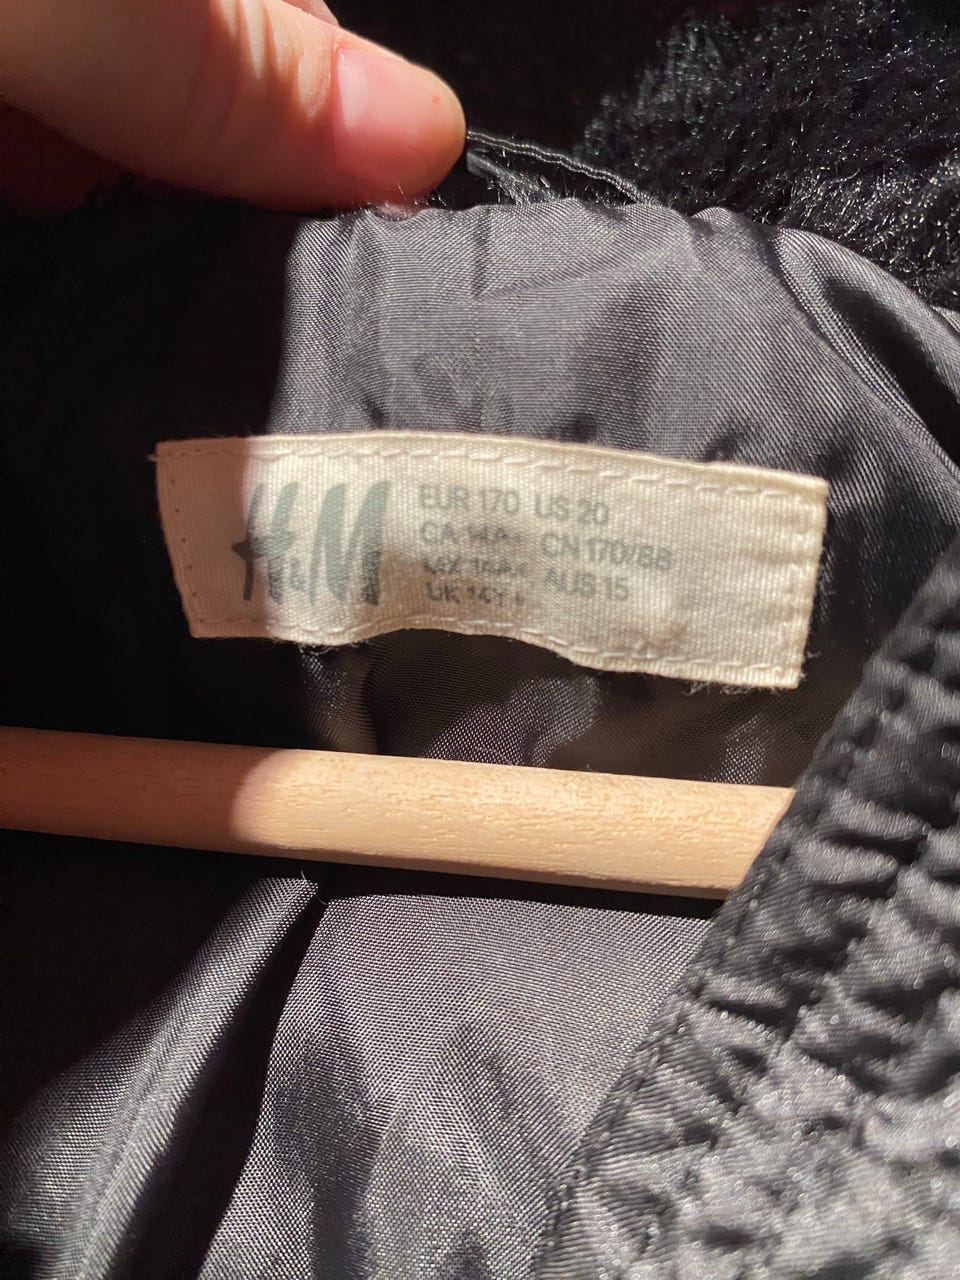 H&M
EUR 170 US 20
CA 14A+ CN 170/88
MX 14A+ AUS 15
UK 14Y+